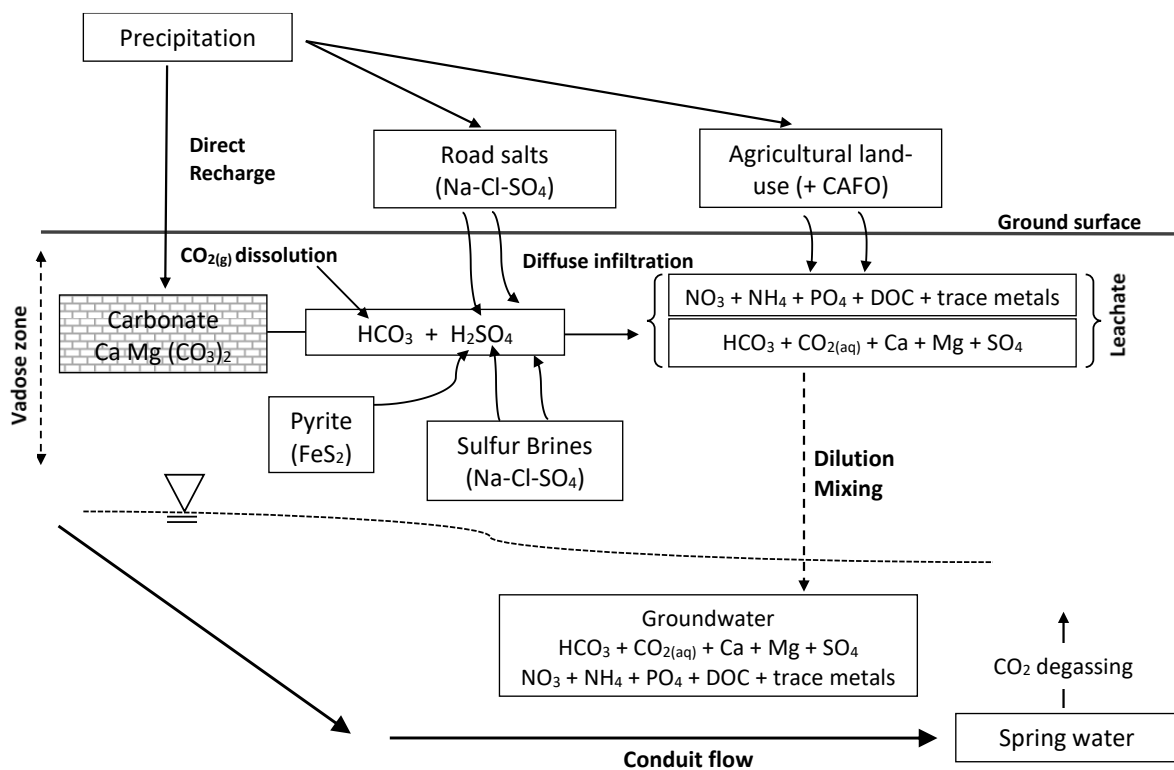 Precipitation
Direct
Recharge
Road salts
(Na-Cl-SO₄)
Agricultural land-
use (+ CAFO)
Ground surface
CO₂(g) dissolution
Diffuse infiltration
Vadose zone
Carbonate
Ca Mg (CO₃)₂
HCO₃ + H₂SO₄
NO₃ + NH₄ + PO₄ + DOC + trace metals
HCO₃ + CO₂(aq) + Ca + Mg + SO₄
Leachate
Pyrite
(FeS₂)
Sulfur Brines
(Na-Cl-SO₄)
Dilution
Mixing
Groundwater
HCO₃ + CO₂(aq) + Ca + Mg + SO₄
NO₃ + NH₄ + PO₄ + DOC + trace metals
CO₂ degassing
Spring water
Conduit flow